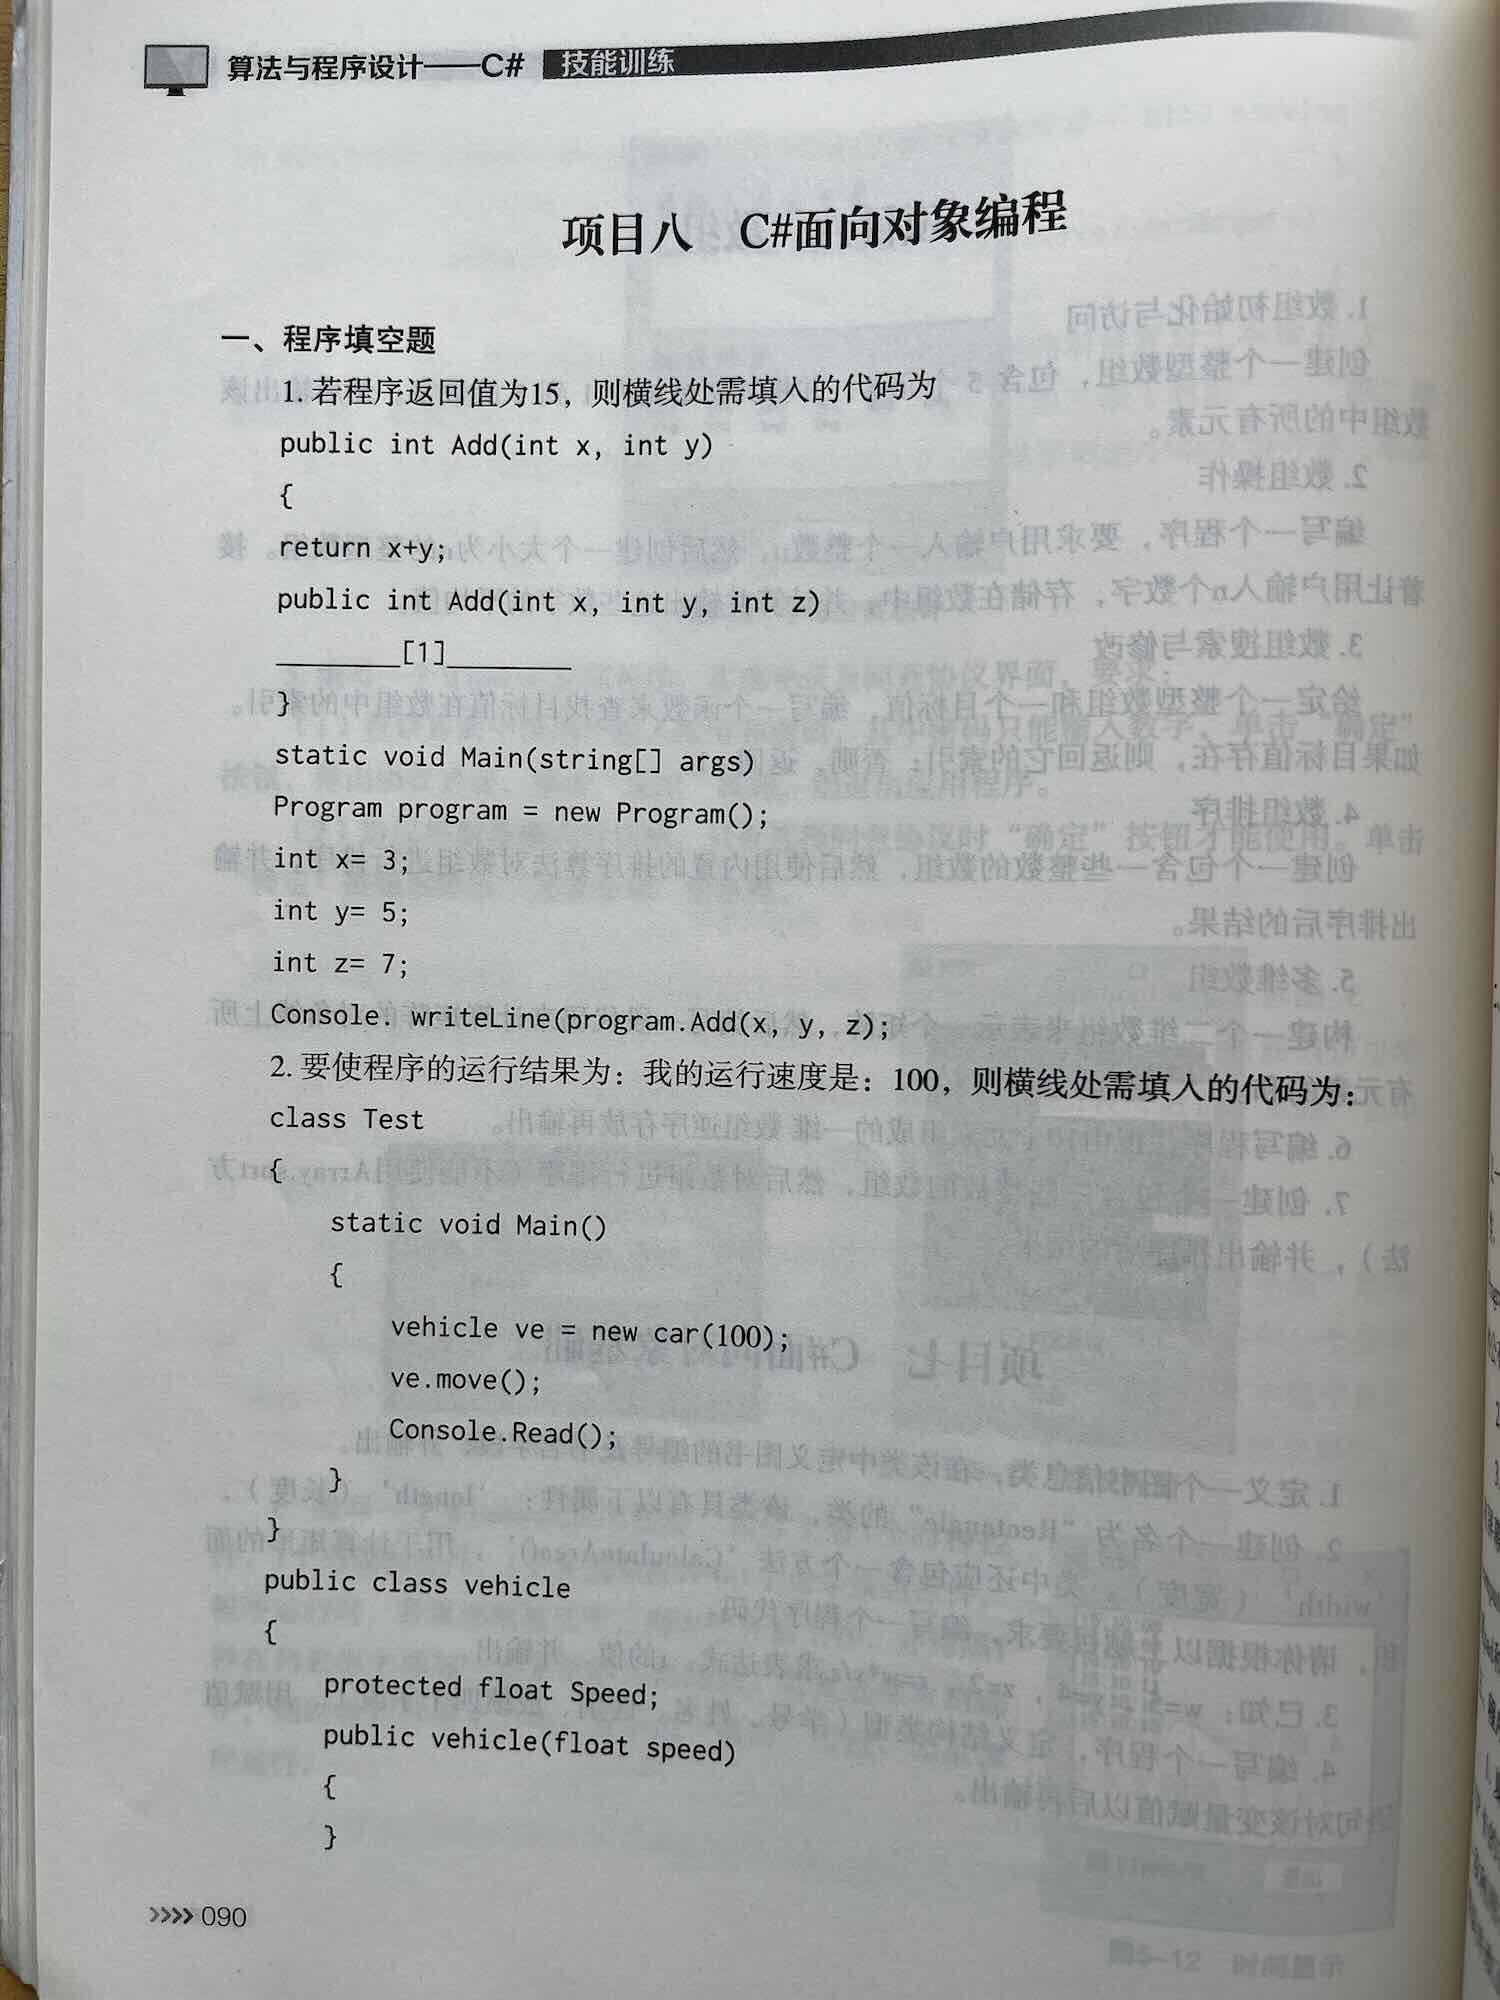 算法与程序设计——C# 技能训练
项目八 C#面向对象编程
一、程序填空题
1. 若程序返回值为15，则横线处需填入的代码为
public int Add(int x, int y)
{
return x+y;
public int Add(int x, int y, int z)
________[1]________
}
static void Main(string[] args)
Program program = new Program();
int x= 3;
int y= 5;
int z= 7;
Console. writeLine(program.Add(x, y, z);
2. 要使程序的运行结果为：我的运行速度是：100，则横线处需填入的代码为：
class Test
{
static void Main()
{
vehicle ve = new car(100);
ve.move();
Console.Read();
}
}
public class vehicle
{
protected float Speed;
public vehicle(float speed)
{
}
>>>> 090